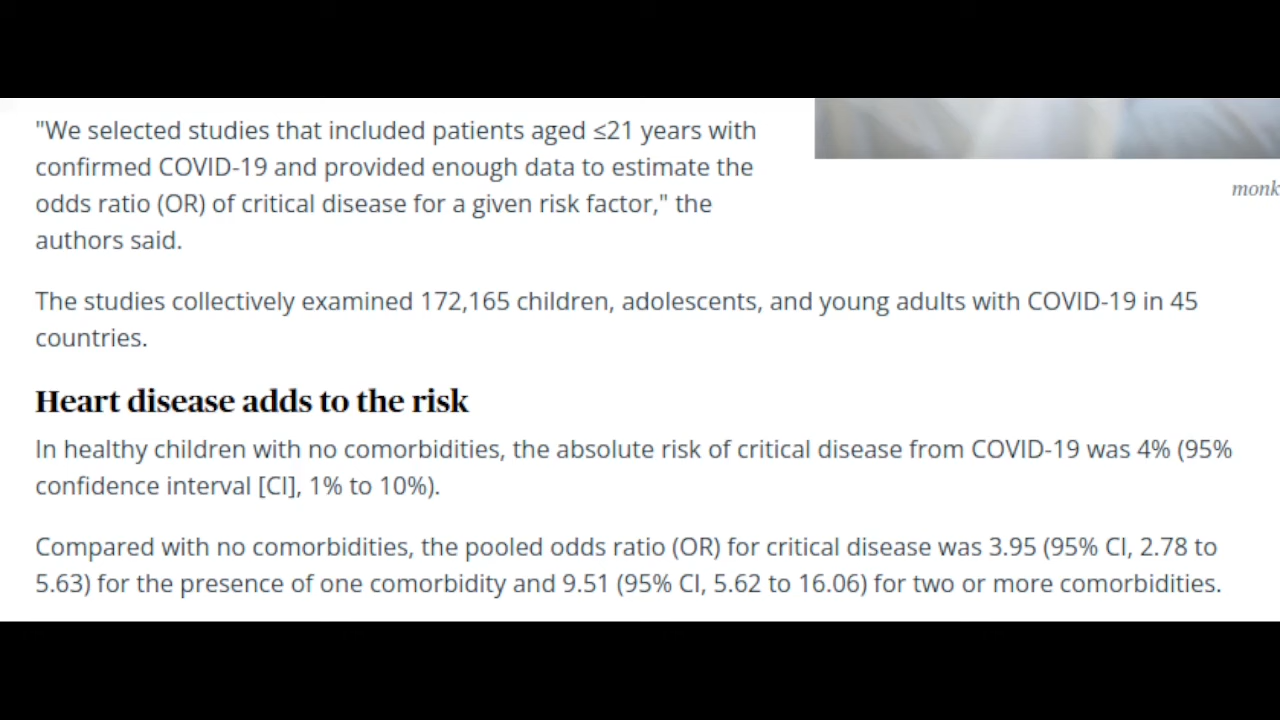 "We selected studies that included patients aged ≤21 years with
confirmed COVID-19 and provided enough data to estimate the
odds ratio (OR) of critical disease for a given risk factor," the
authors said.
monk
The studies collectively examined 172,165 children, adolescents, and young adults with COVID-19 in 45
countries.
Heart disease adds to the risk
In healthy children with no comorbidities, the absolute risk of critical disease from COVID-19 was 4% (95%
confidence interval [CI], 1% to 10%).
Compared with no comorbidities, the pooled odds ratio (OR) for critical disease was 3.95 (95% CI, 2.78 to
5.63) for the presence of one comorbidity and 9.51 (95% CI, 5.62 to 16.06) for two or more comorbidities.